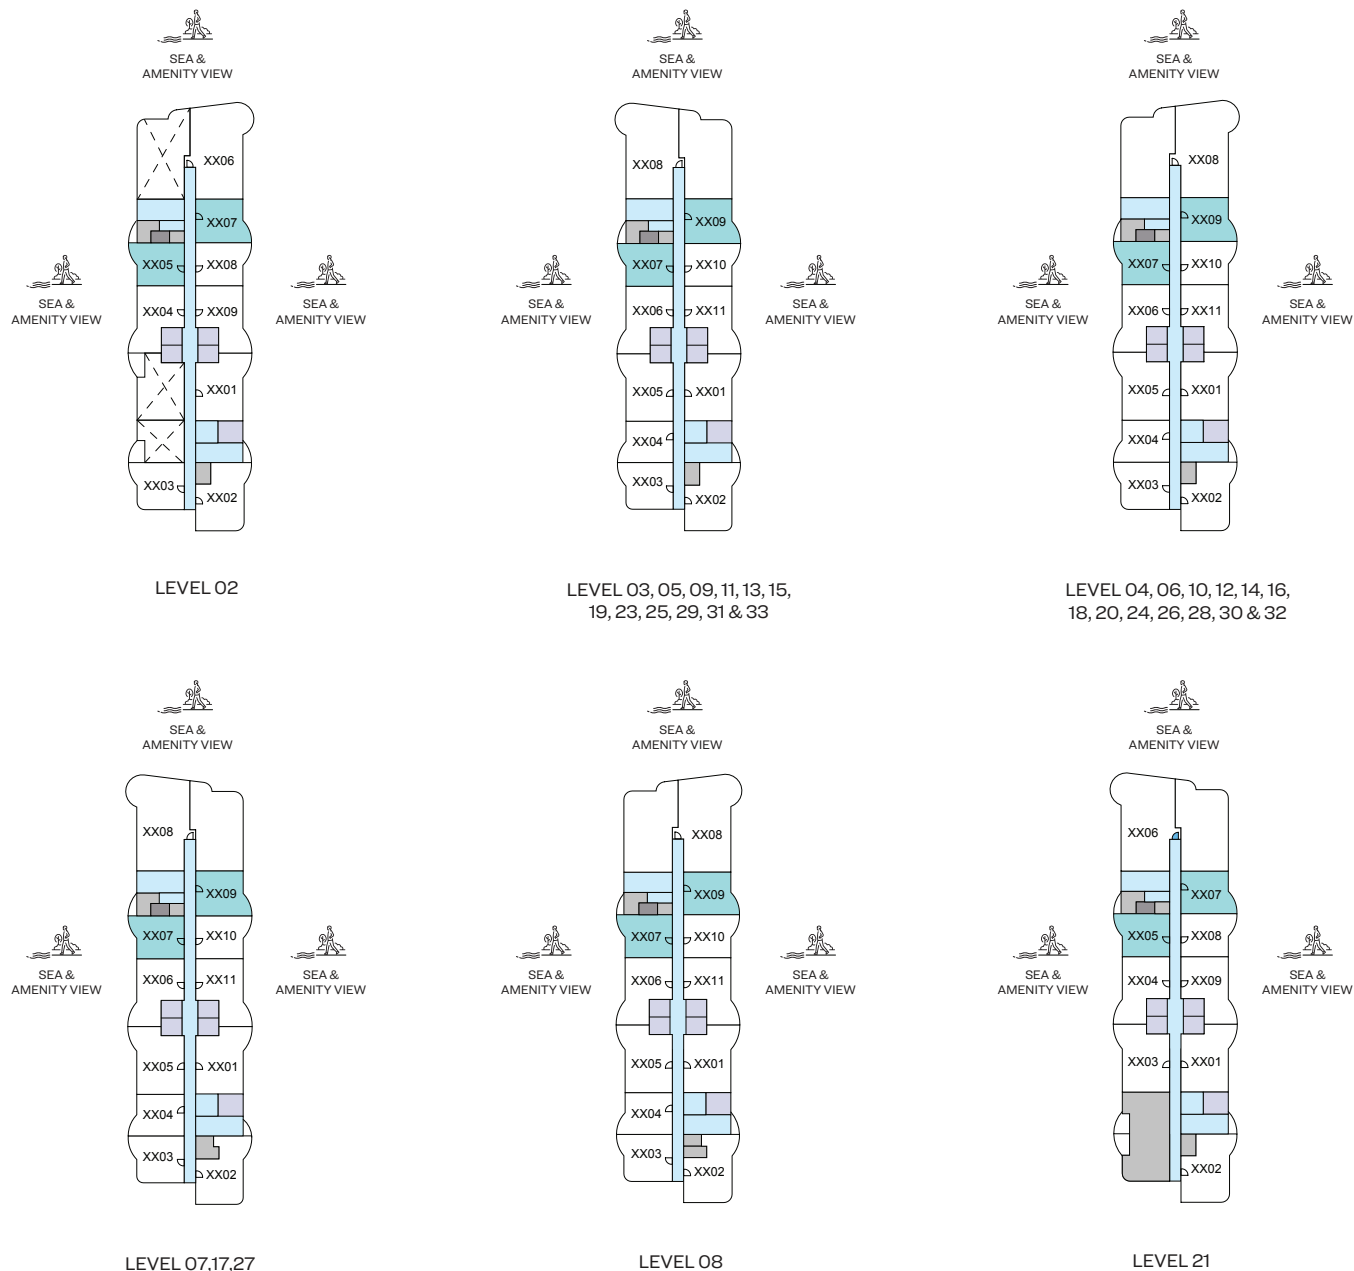 SEA &
AMENITY VIEW
XX06
XX07
XX05
XX08
SEA &
AMENITY VIEW
SEA &
AMENITY VIEW
XX04
XX09
XX01
XX03
XX02
LEVEL 02
SEA &
AMENITY VIEW
XX08
XX09
XX07
XX10
SEA &
AMENITY VIEW
SEA &
AMENITY VIEW
XX06
XX11
XX05
XX01
XX04
XX03
XX02
LEVEL 03, 05, 09, 11, 13, 15,
19, 23, 25, 29, 31 & 33
SEA &
AMENITY VIEW
XX08
XX09
XX07
XX10
SEA &
AMENITY VIEW
SEA &
AMENITY VIEW
XX06
XX11
XX05
XX01
XX04
XX03
XX02
LEVEL 04, 06, 10, 12, 14, 16,
18, 20, 24, 26, 28, 30 & 32
SEA &
AMENITY VIEW
XX08
XX09
XX07
XX10
SEA &
AMENITY VIEW
SEA &
AMENITY VIEW
XX06
XX11
XX05
XX01
XX04
XX03
XX02
LEVEL 07,17,27
SEA &
AMENITY VIEW
XX08
XX09
XX07
XX10
SEA &
AMENITY VIEW
SEA &
AMENITY VIEW
XX06
XX11
XX05
XX01
XX04
XX03
XX02
LEVEL 08
SEA &
AMENITY VIEW
XX06
XX07
XX05
XX08
SEA &
AMENITY VIEW
SEA &
AMENITY VIEW
XX04
XX09
XX03
XX01
XX02
LEVEL 21